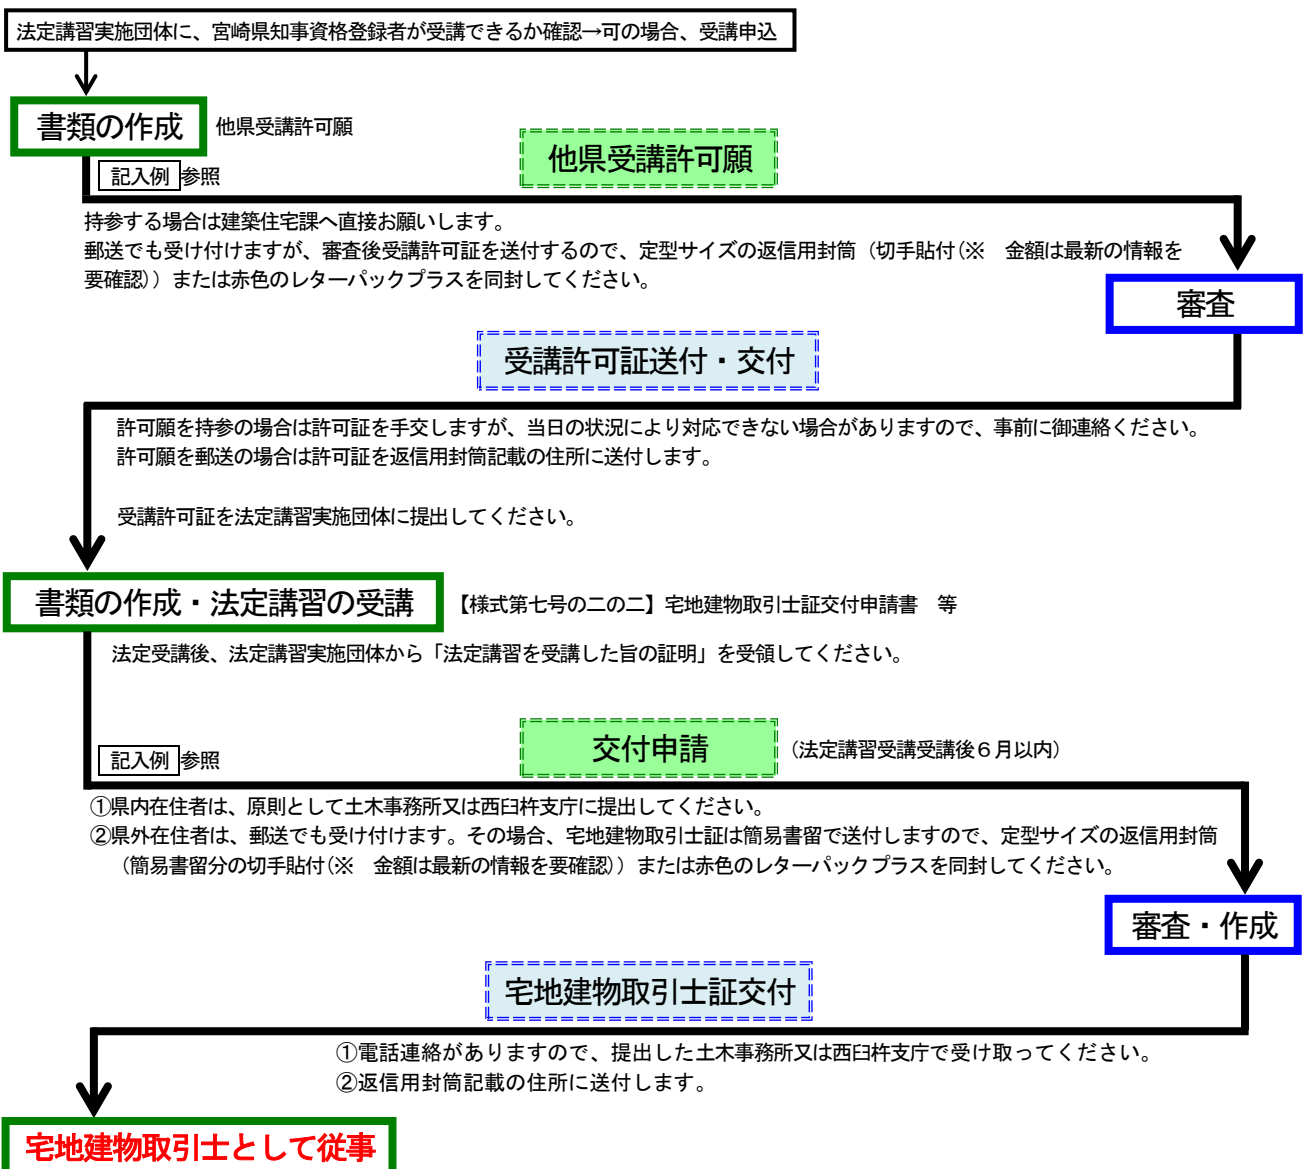 法定講習実施団体に、宮崎県知事資格登録者が受講できるか確認→可の場合、受講申込
書類の作成 他県受講許可願
他県受講許可願
記入例 参照
持参する場合は建築住宅課へ直接お願いします。
郵送でも受け付けますが、審査後受講許可証を送付するので、定型サイズの返信用封筒（切手貼付(※　金額は最新の情報を
要確認)）または赤色のレターパックプラスを同封してください。
審査
受講許可証送付・交付
許可願を持参の場合は許可証を手交しますが、当日の状況により対応できない場合がありますので、事前に御連絡ください。
許可願を郵送の場合は許可証を返信用封筒記載の住所に送付します。
受講許可証を法定講習実施団体に提出してください。
書類の作成・法定講習の受講 【様式第七号の二の二】宅地建物取引士証交付申請書　等
法定受講後、法定講習実施団体から「法定講習を受講した旨の証明」を受領してください。
交付申請 （法定講習受講受講後６月以内）
記入例 参照
①県内在住者は、原則として土木事務所又は西臼杵支庁に提出してください。
②県外在住者は、郵送でも受け付けます。その場合、宅地建物取引士証は簡易書留で送付しますので、定型サイズの返信用封筒
（簡易書留分の切手貼付(※　金額は最新の情報を要確認)）または赤色のレターパックプラスを同封してください。
審査・作成
宅地建物取引士証交付
①電話連絡がありますので、提出した土木事務所又は西臼杵支庁で受け取ってください。
②返信用封筒記載の住所に送付します。
宅地建物取引士として従事